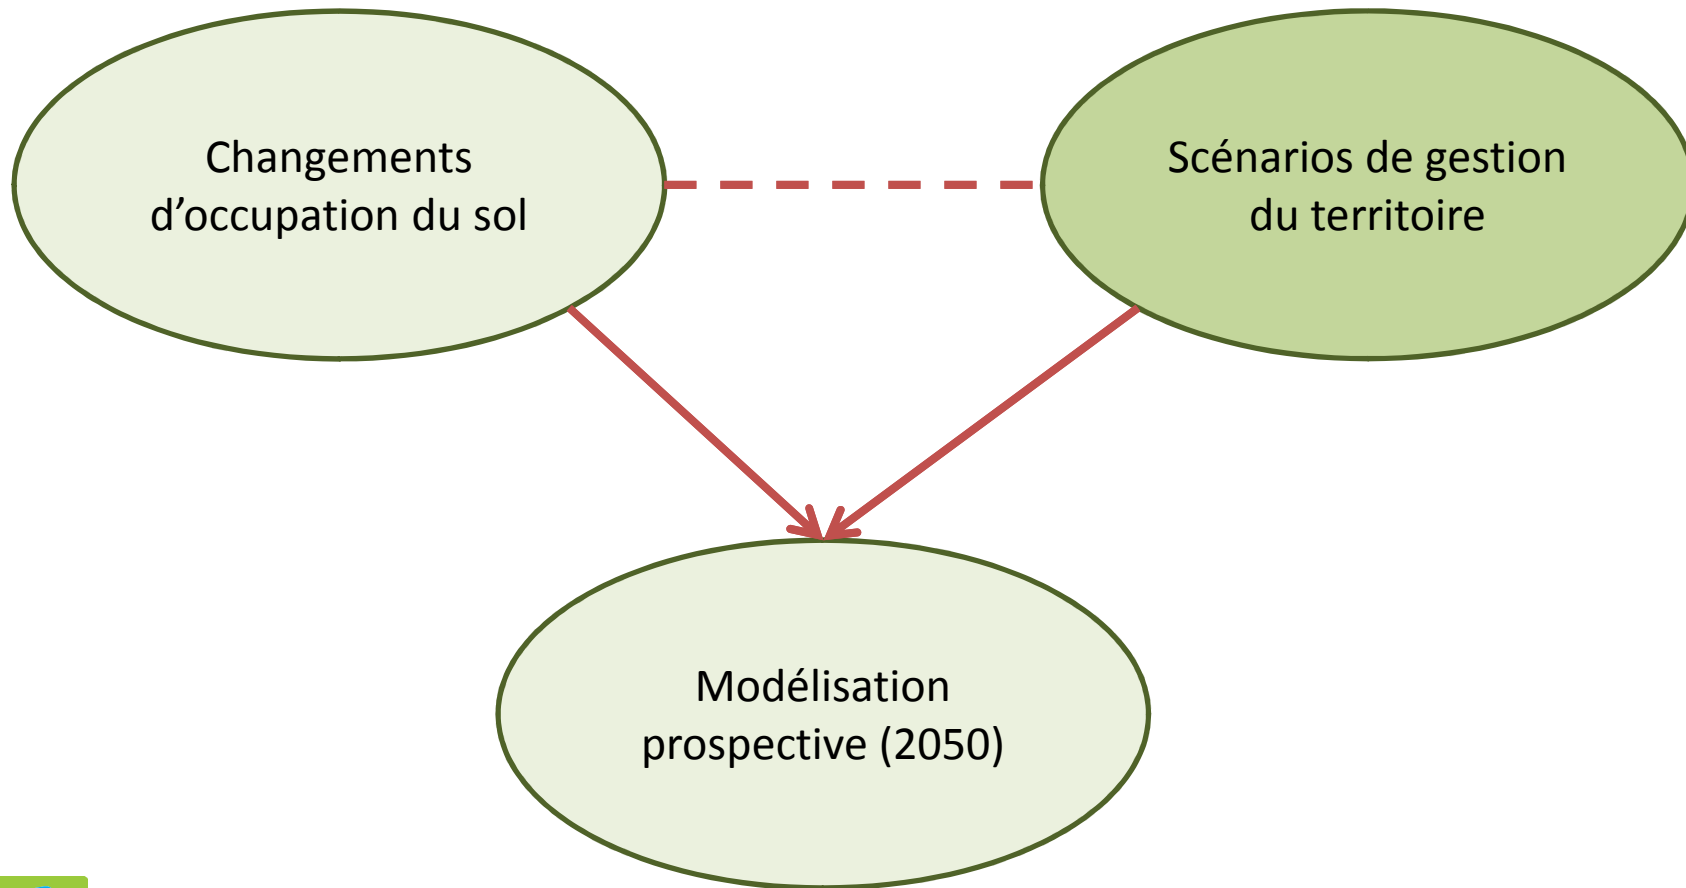 Changements
d’occupation du sol
Scénarios de gestion
du territoire
Modélisation
prospective (2050)